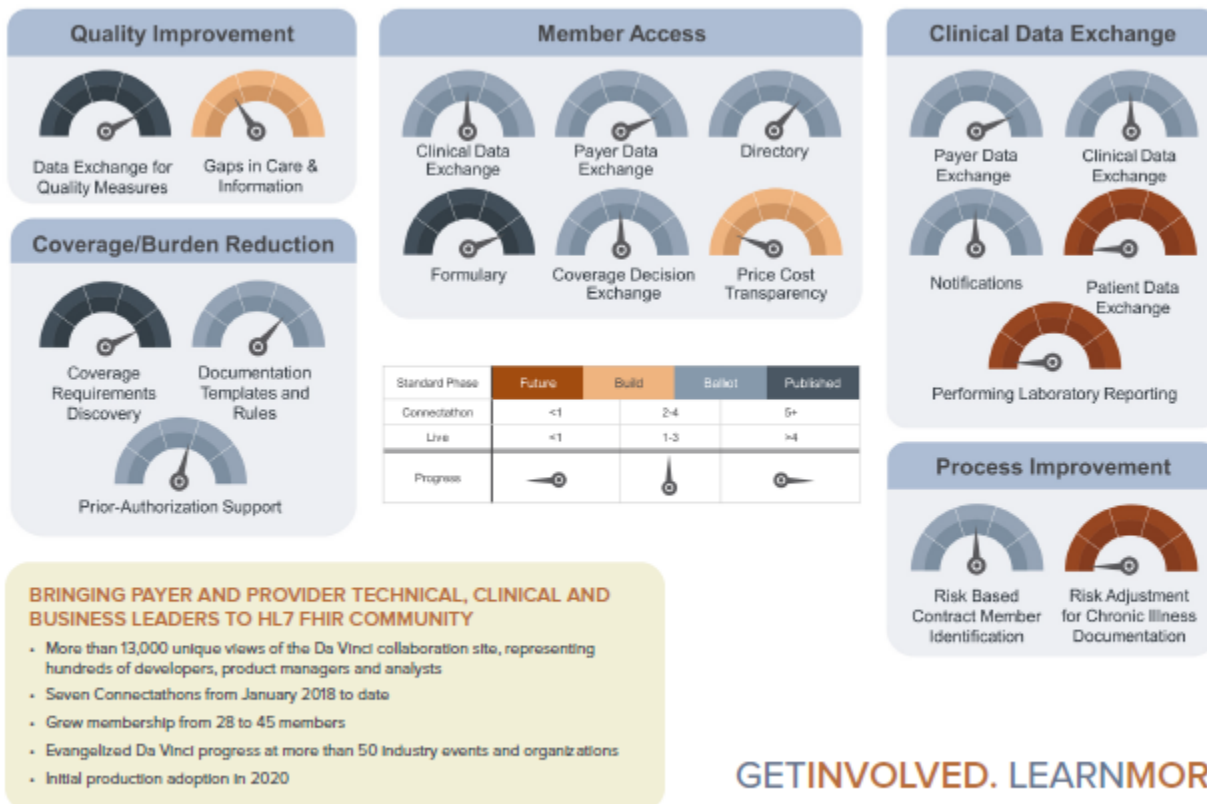 Quality Improvement
Data Exchange for
Quality Measures
Gaps in Care &
Information
Coverage/Burden Reduction
Coverage
Requirements
Discovery
Documentation
Templates and
Rules
Prior-Authorization Support
Member Access
Clinical Data
Exchange
Payer Data
Exchange
Directory
Formulary
Coverage Decision
Exchange
Price Cost
Transparency
Standard Phase Future Build Ballot Published
Connectathon <1 2-4 5+
Live <1 1-3 >4
Progress
Clinical Data Exchange
Payer Data
Exchange
Clinical Data
Exchange
Notifications
Patient Data
Exchange
Performing Laboratory Reporting
Process Improvement
Risk Based
Contract Member
Identification
Risk Adjustment
for Chronic Illness
Documentation
BRINGING PAYER AND PROVIDER TECHNICAL, CLINICAL AND
BUSINESS LEADERS TO HL7 FHIR COMMUNITY
• More than 13,000 unique views of the Da Vinci collaboration site, representing
hundreds of developers, product managers and analysts
• Seven Connectathons from January 2018 to date
• Grew membership from 28 to 45 members
• Evangelized Da Vinci progress at more than 50 industry events and organizations
• Initial production adoption in 2020
GETINVOLVED. LEARNMOR